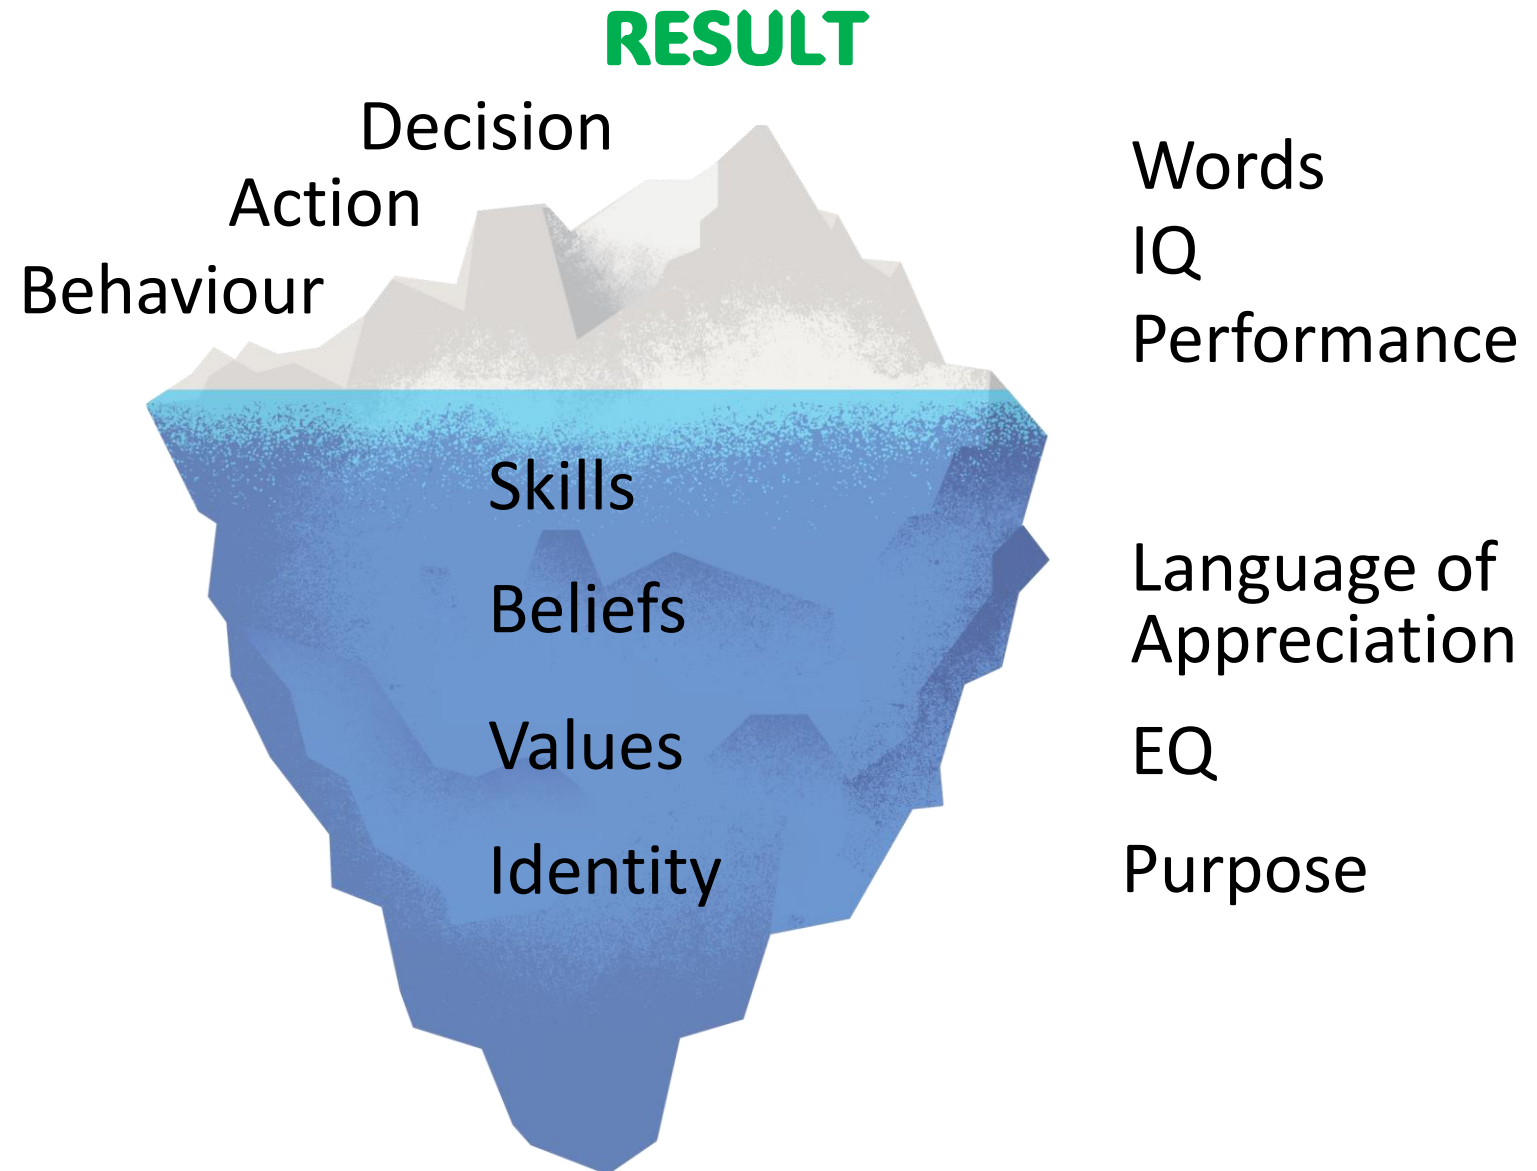 RESULT
Decision
Action
Behaviour
Words
IQ
Performance
Skills
Beliefs
Values
Identity
Language of
Appreciation
EQ
Purpose